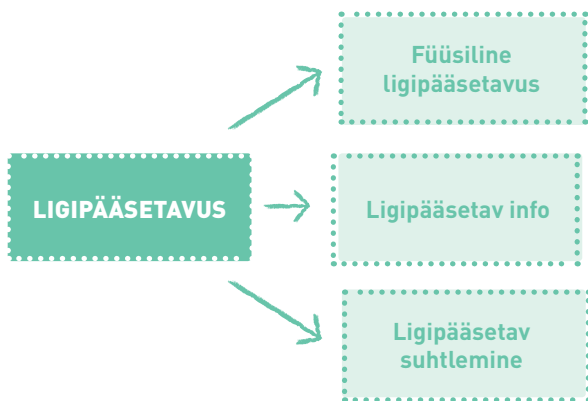 Füüsiline
ligipääsetavus
LIGIPÄÄSETAVUS
Ligipääsetav info
Ligipääsetav
suhtlemine